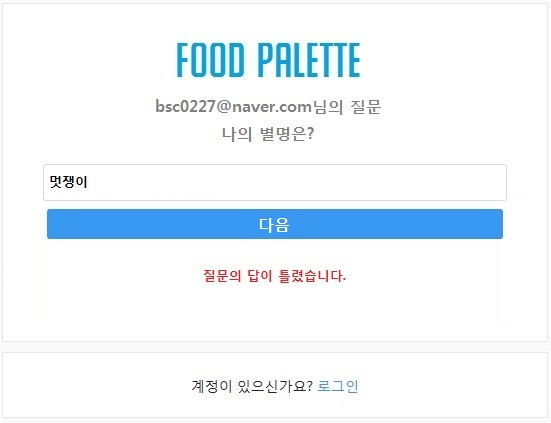 FOOD PALETTE
bsc0227@naver.com님의 질문
나의 별명은?
멋쟁이
다음
질문의 답이 틀렸습니다.
계정이 있으신가요? 로그인